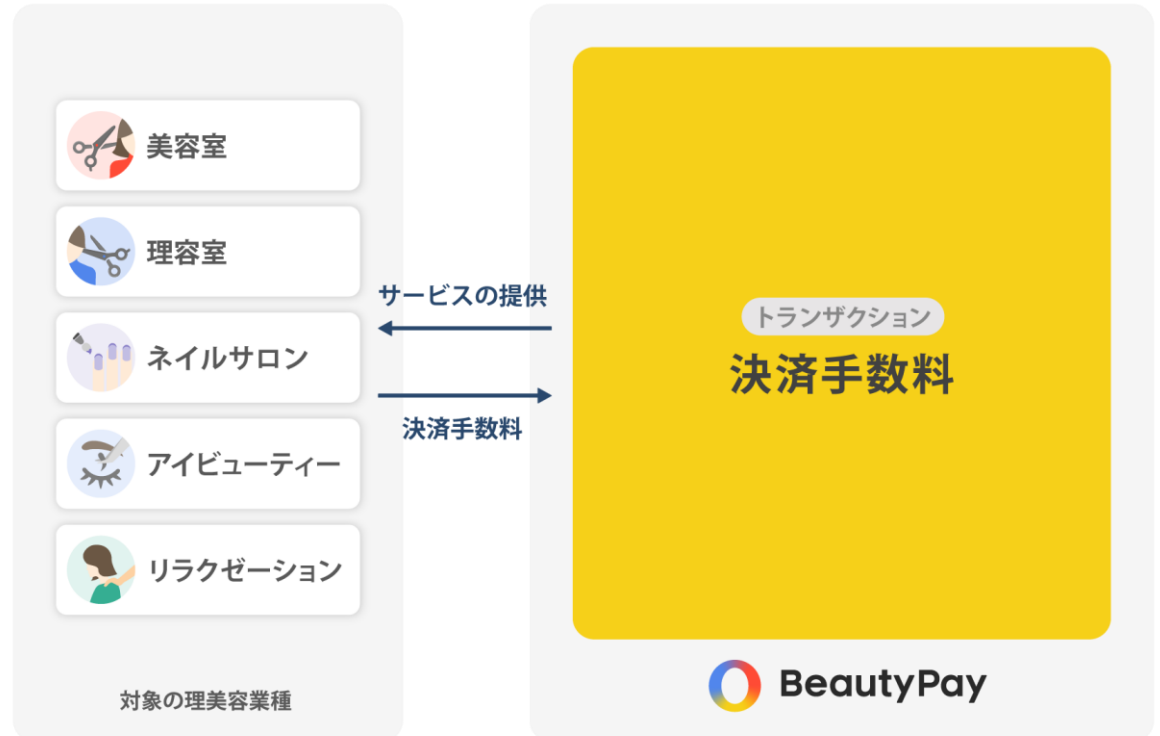 美容室
理容室
ネイルサロン
アイビューティー
リラクゼーション
対象の理美容業種
サービスの提供
決済手数料
トランザクション
決済手数料
BeautyPay